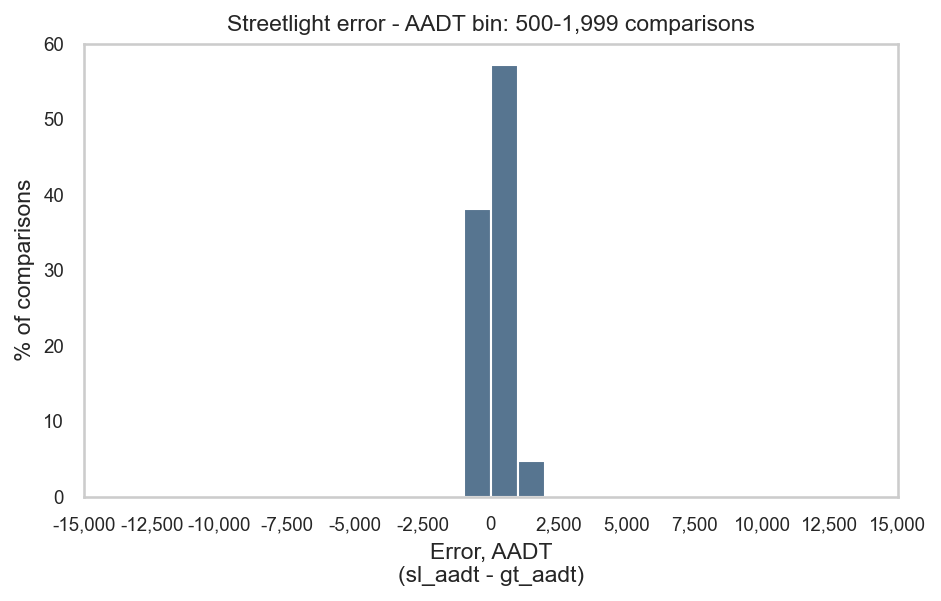 Streetlight error - AADT bin: 500-1,999 comparisons
60
50
40
30
20
10
0
% of comparisons
-15,000 -12,500 -10,000 -7,500 -5,000 -2,500 0 2,500 5,000 7,500 10,000 12,500 15,000
Error, AADT
(sl_aadt - gt_aadt)